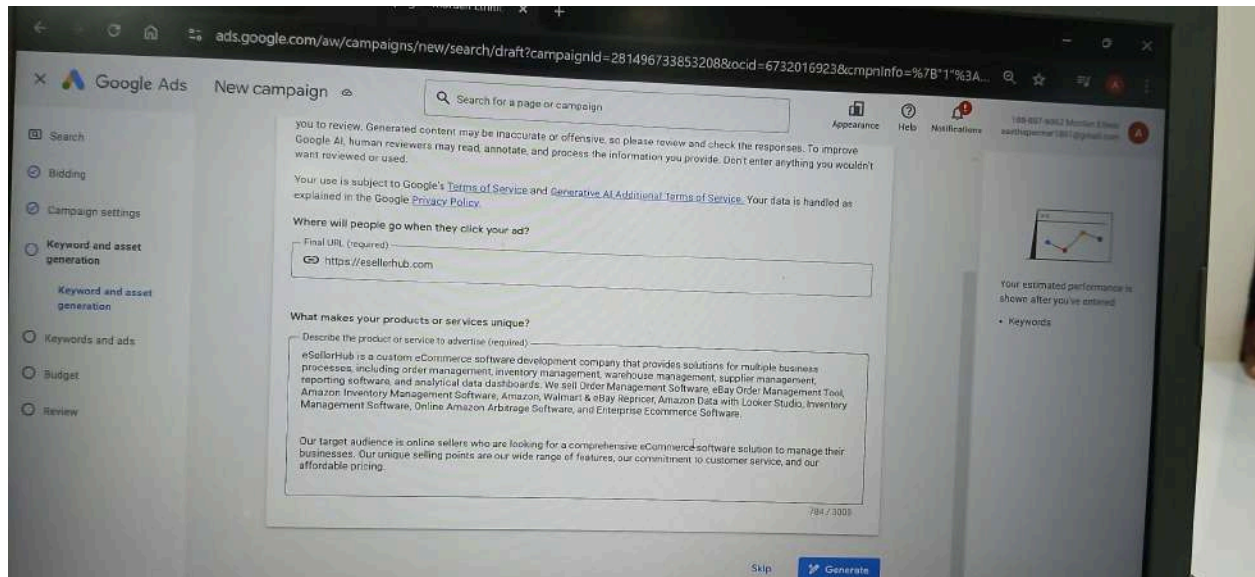 ads.google.com/aw/campaigns/new/search/draft?campaignId=281496733853208&ocid=6732016923&cmpnInfo=%7B"1"%3A...
Google Ads
New campaign
Search for a page or campaign
Appearance
Help
Notifications
A
Search
Bidding
Campaign settings
Keyword and asset
generation
Keyword and asset
generation
Keywords and ads
Budget
Review
you to review. Generated content may be inaccurate or offensive, so please review and check the responses. To improve
Google AI, human reviewers may read, annotate, and process the information you provide. Don't enter anything you wouldn't
want reviewed or used.
Your use is subject to Google's Terms of Service and Generative AI Additional Terms of Service. Your data is handled as
explained in the Google Privacy Policy.
Where will people go when they click your ad?
Final URL (required)
https://esellerhub.com
What makes your products or services unique?
Describe the product or service to advertise (required)
eSellerHub is a custom eCommerce software development company that provides solutions for multiple business
processes, including order management, inventory management, warehouse management, supplier management,
reporting software, and analytical data dashboards. We sell Order Management Software, eBay Order Management Tool,
Amazon Inventory Management Software, Amazon, Walmart & eBay Repricer, Amazon Data with Looker Studio, Inventory
Management Software, Online Amazon Arbitrage Software, and Enterprise Ecommerce Software.
Our target audience is online sellers who are looking for a comprehensive eCommerce software solution to manage their
businesses. Our unique selling points are our wide range of features, our commitment to customer service, and our
affordable pricing.
784 / 3000
Skip
Generate
Your estimated performance is
shown after you've entered:
• Keywords